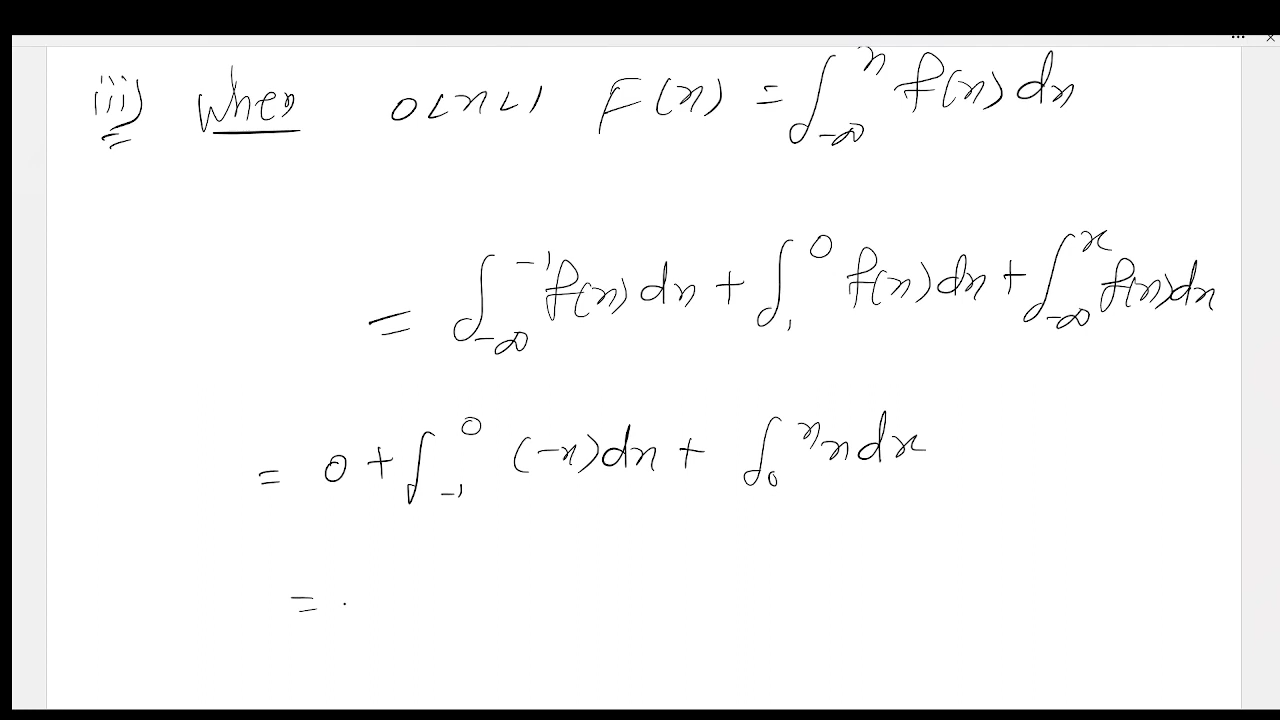 iii) When 0<x<1 F(x) = ∫_{-∞}^{x} f(x) dx
= ∫_{-∞}^{-1} f(x) dx + ∫_{1}^{0} f(x) dx + ∫_{-∞}^{x} f(x) dx
= 0 + ∫_{-1}^{0} (-x) dx + ∫_{0}^{x} x dx
=